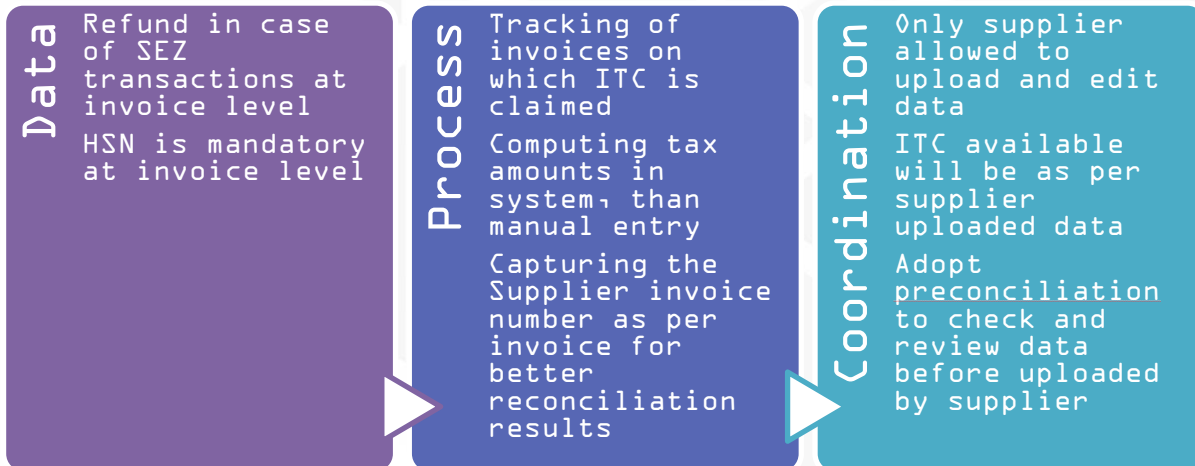 Data
Refund in case
of SEZ
transactions at
invoice level
HSN is mandatory
at invoice level
Process
Tracking of
invoices on
which ITC is
claimed
Computing tax
amounts in
system, than
manual entry
Capturing the
Supplier invoice
number as per
invoice for
better
reconciliation
results
Coordination
Only supplier
allowed to
upload and edit
data
ITC available
will be as per
supplier
uploaded data
Adopt
preconciliation
to check and
review data
before uploaded
by supplier